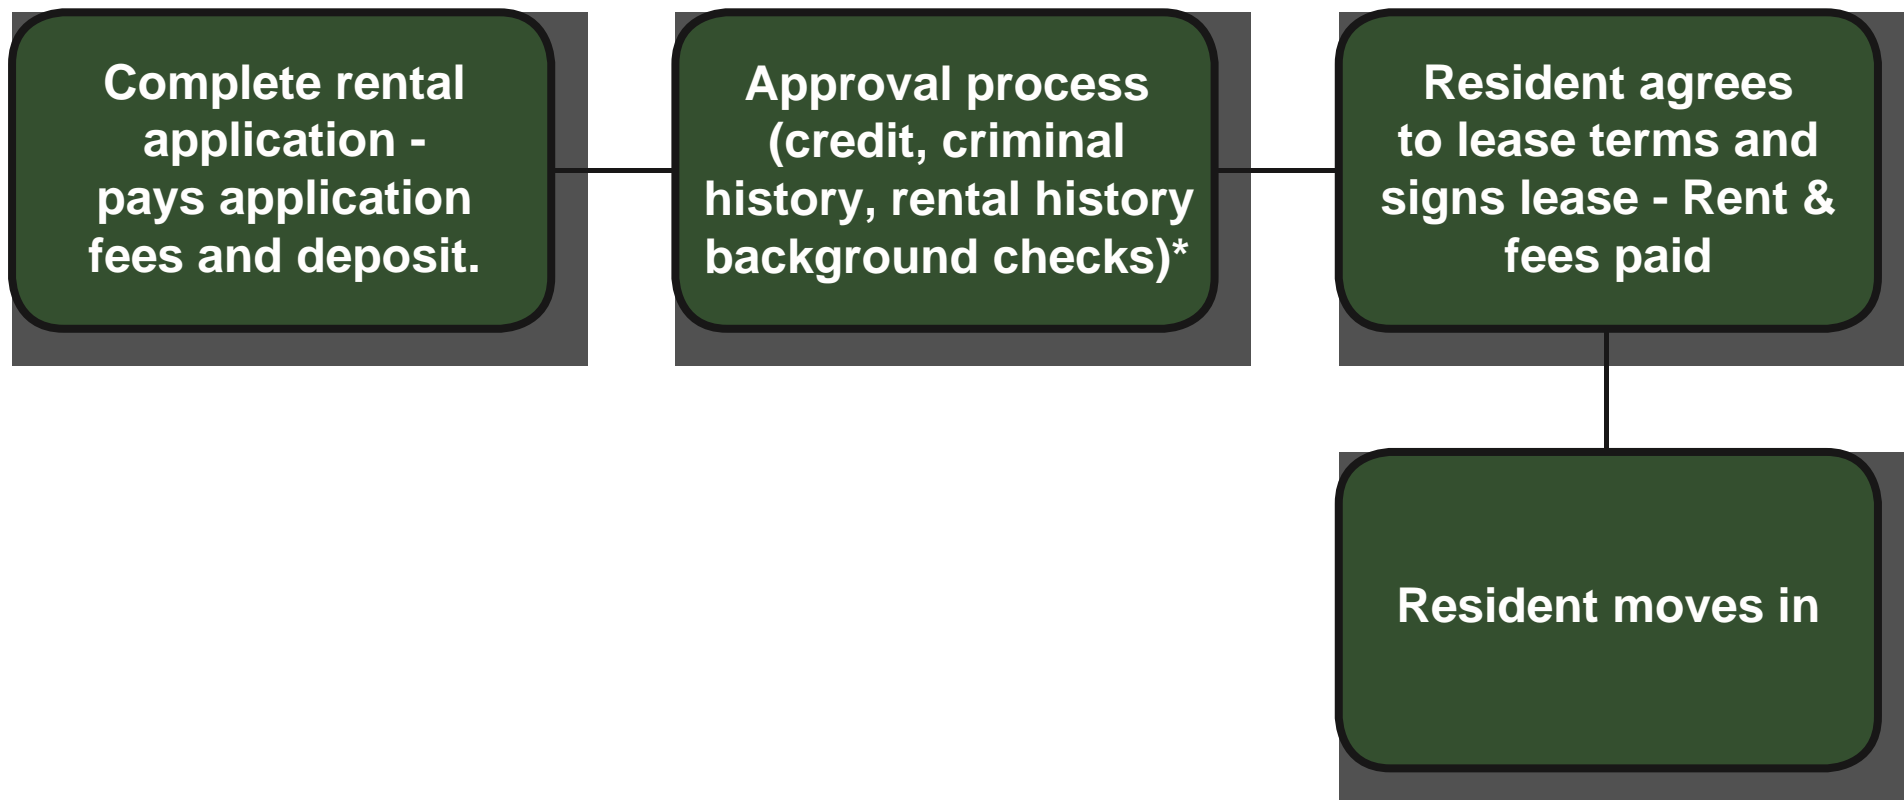 Complete rental
application -
pays application
fees and deposit.
Approval process
(credit, criminal
history, rental history
background checks)*
Resident agrees
to lease terms and
signs lease - Rent &
fees paid
Resident moves in